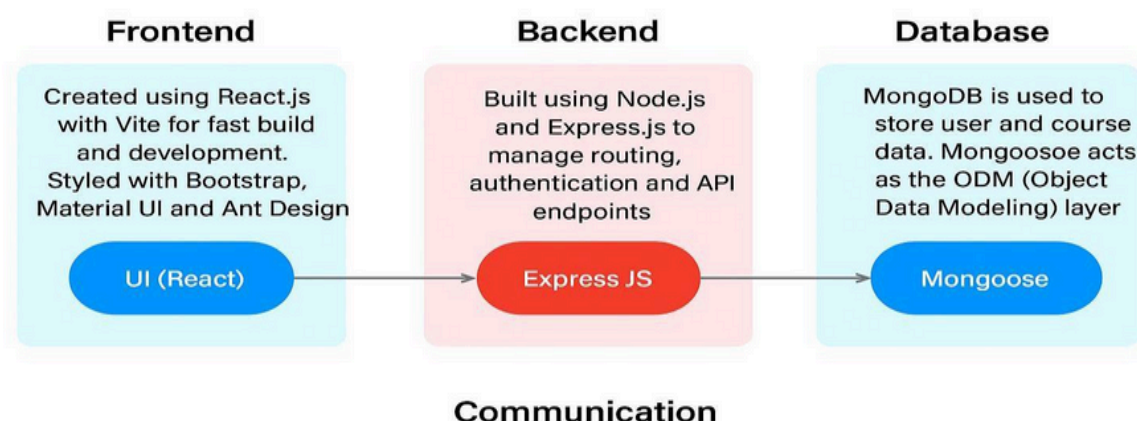 Frontend
Created using React.js
with Vite for fast build
and development.
Styled with Bootstrap,
Material UI and Ant Design
UI (React)
Backend
Built using Node.js
and Express.js to
manage routing,
authentication and API
endpoints
Express JS
Database
MongoDB is used to
store user and course
data. Mongoosoe acts
as the ODM (Object
Data Modeling) layer
Mongoose
Communication